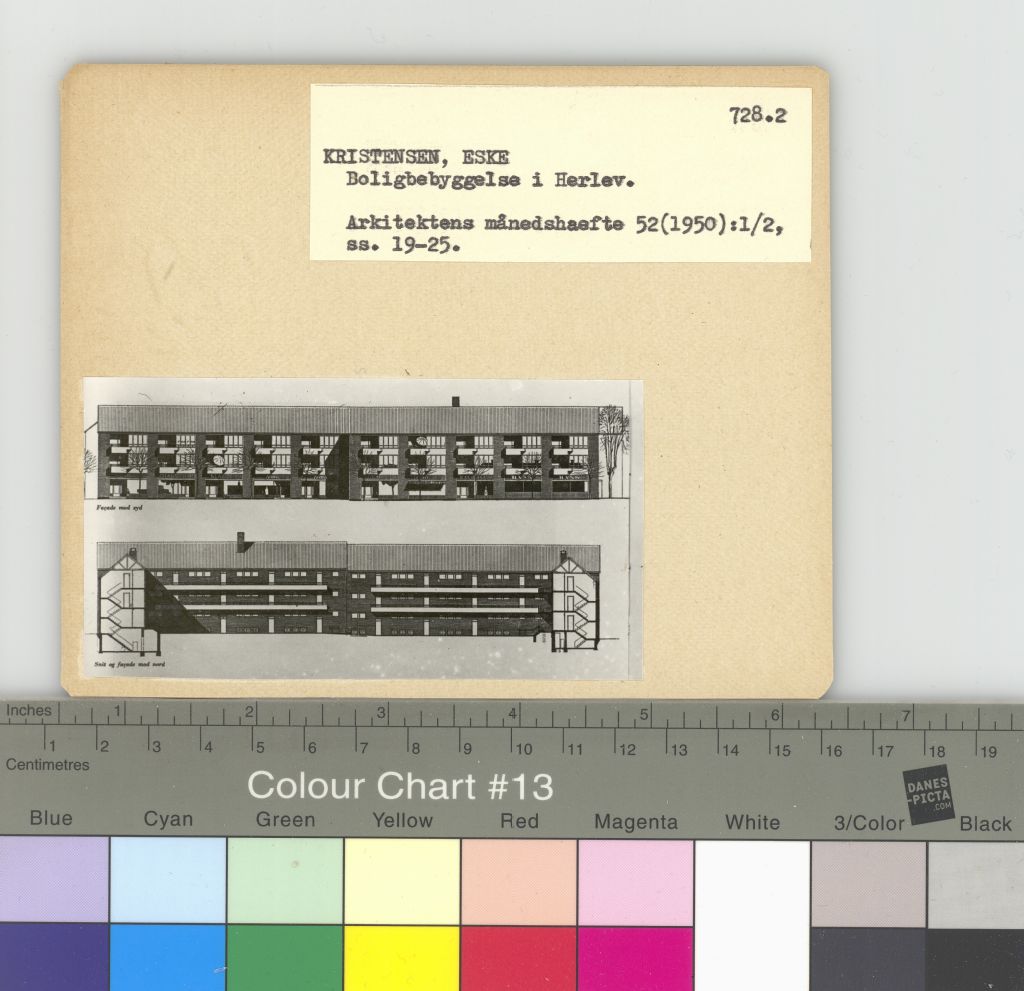 728.2
KRISTENSEN, ESKE
Boligbebyggelse i Herlev.
Arkitektens månedshaefte 52(1950):1/2,
ss. 19-25.
Façade mod syd
Snit og façade mod nord
Inches 1 2 3 4 5 6 7
1 2 3 4 5 6 7 8 9 10 11 12 13 14 15 16 17 18 19
Centimetres
Colour Chart #13
DANES
-PICTA
.COM
Blue Cyan Green Yellow Red Magenta White 3/Color Black